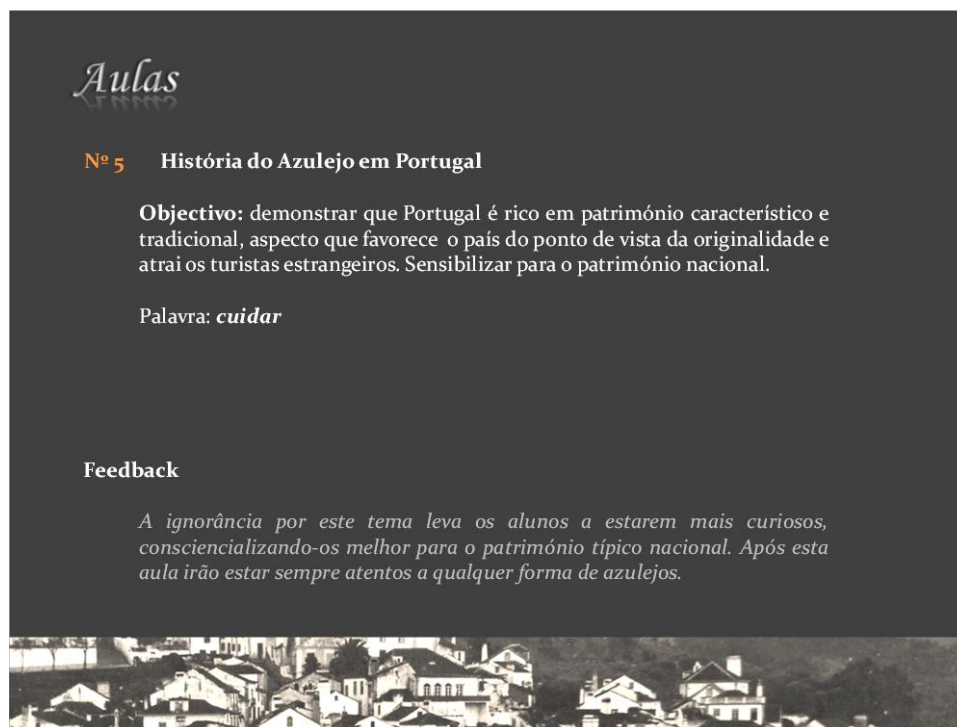 Aulas
Nº 5 História do Azulejo em Portugal
Objectivo: demonstrar que Portugal é rico em património característico e
tradicional, aspecto que favorece o país do ponto de vista da originalidade e
atrai os turistas estrangeiros. Sensibilizar para o património nacional.
Palavra: cuidar
Feedback
A ignorância por este tema leva os alunos a estarem mais curiosos,
consciencializando-os melhor para o património típico nacional. Após esta
aula irão estar sempre atentos a qualquer forma de azulejos.